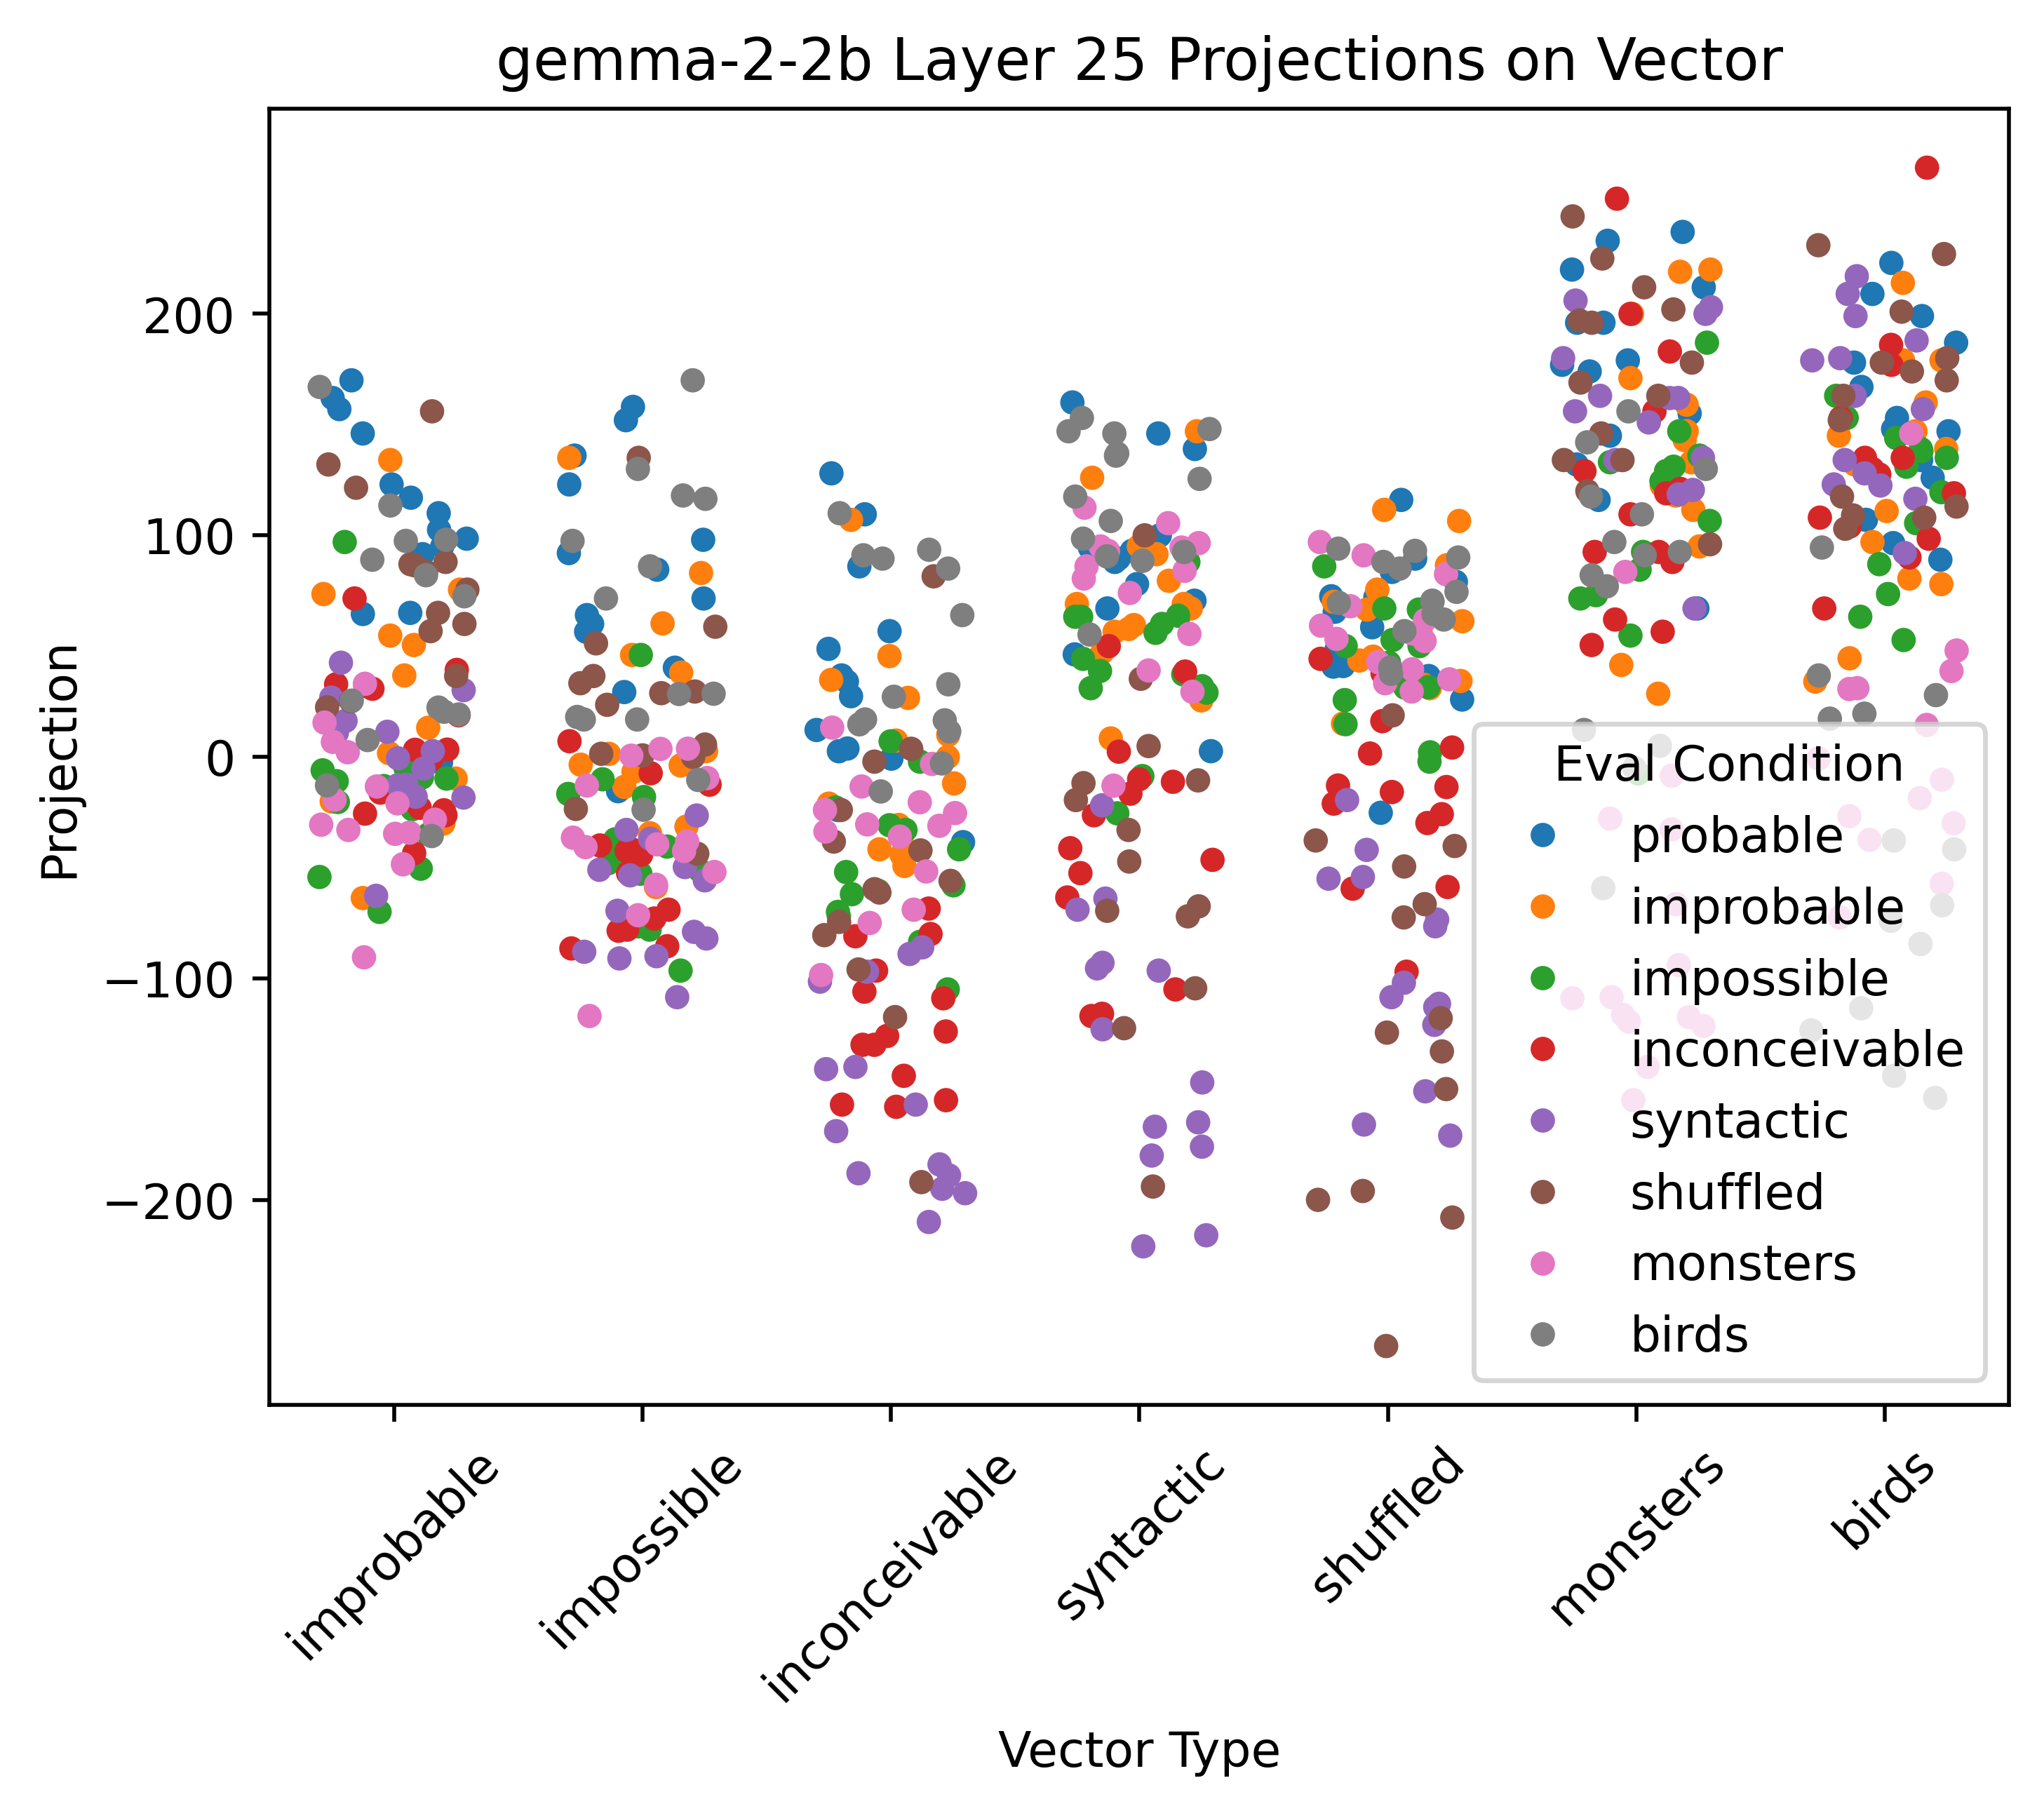 gemma-2-2b Layer 25 Projections on Vector
Projection
200
100
0
−100
−200
Eval Condition
probable
improbable
impossible
inconceivable
syntactic
shuffled
monsters
birds
improbable
impossible
inconceivable
syntactic
shuffled
monsters
birds
Vector Type